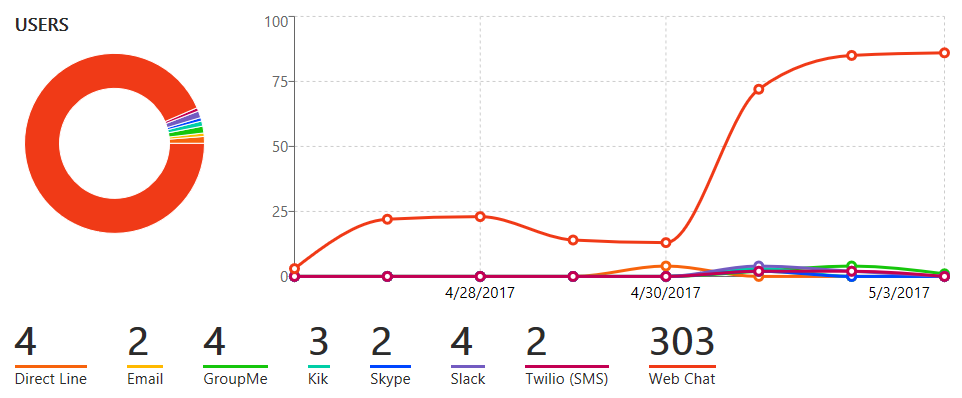 USERS
100
75
50
25
0
4/28/2017 4/30/2017 5/3/2017
4 2 4 3 2 4 2 303
Direct Line Email GroupMe Kik Skype Slack Twilio (SMS) Web Chat